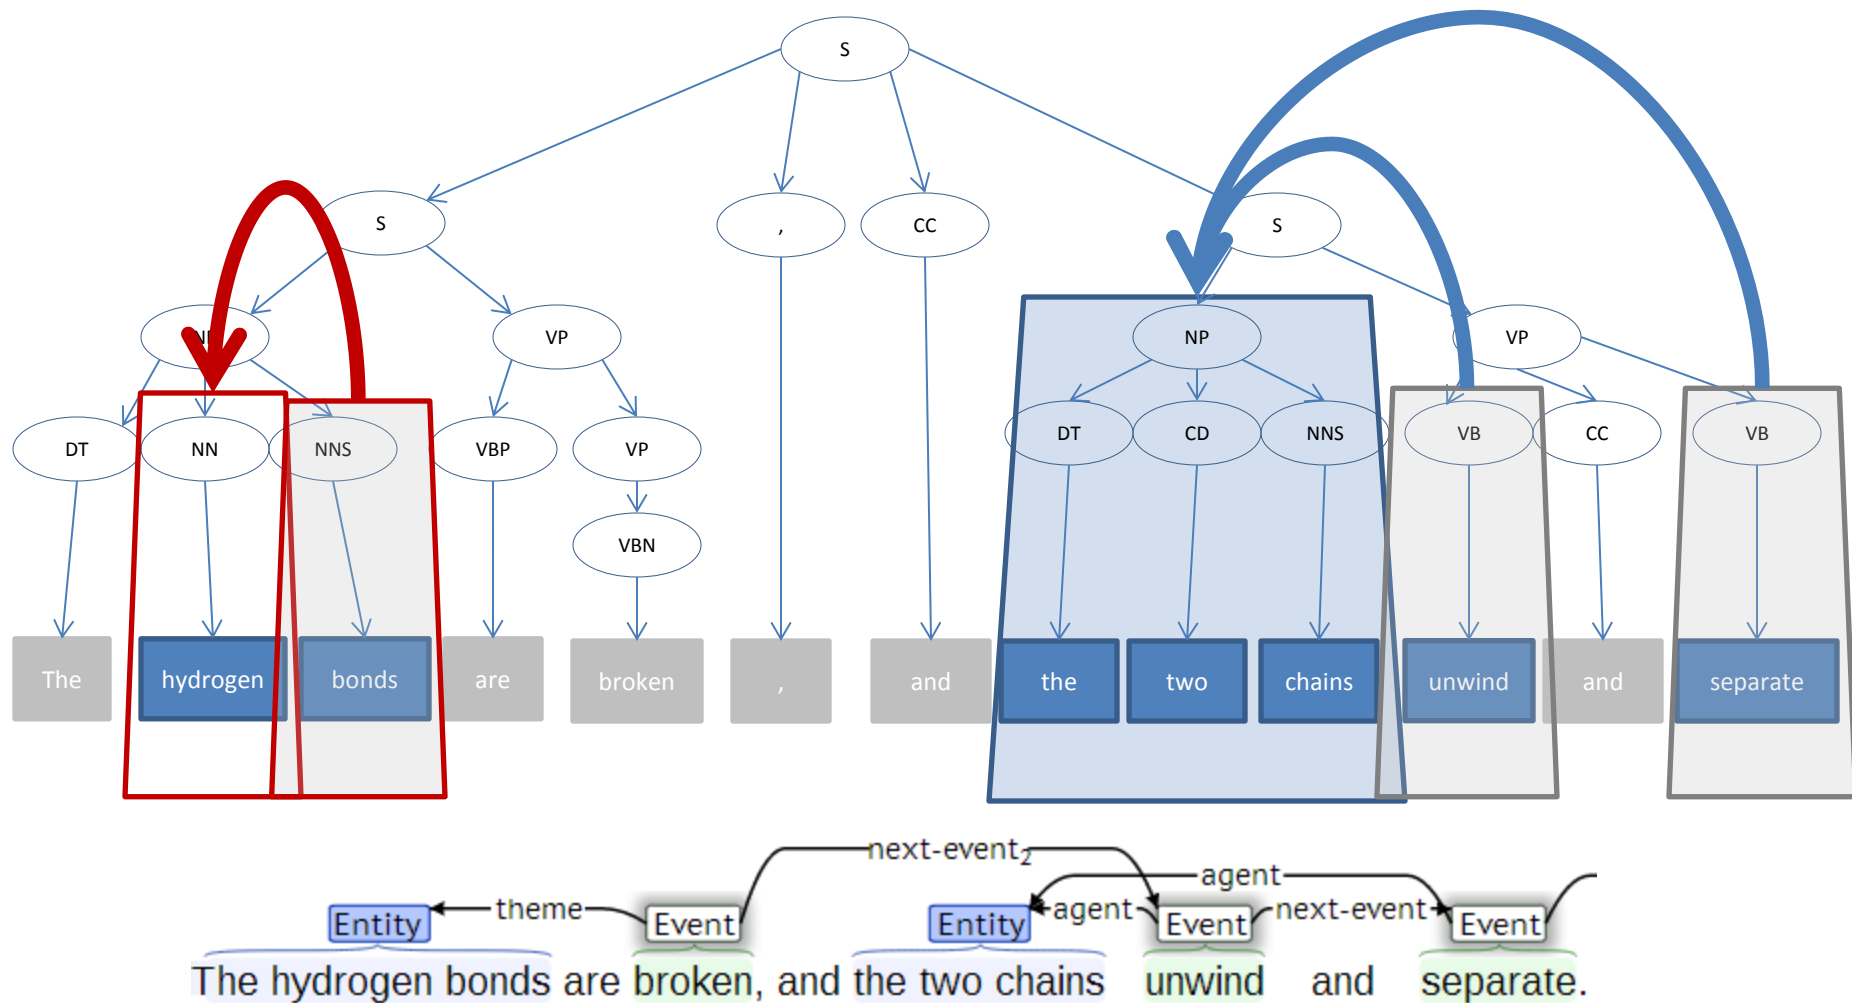 S
S , CC S
NP VP NP VP
DT NN NNS VBP VP DT CD NNS VB CC VB
VBN
The hydrogen bonds are broken , and the two chains unwind and separate
next-event2
agent
theme agent next-event
Entity Event Entity Event Event
The hydrogen bonds are broken, and the two chains unwind and separate.